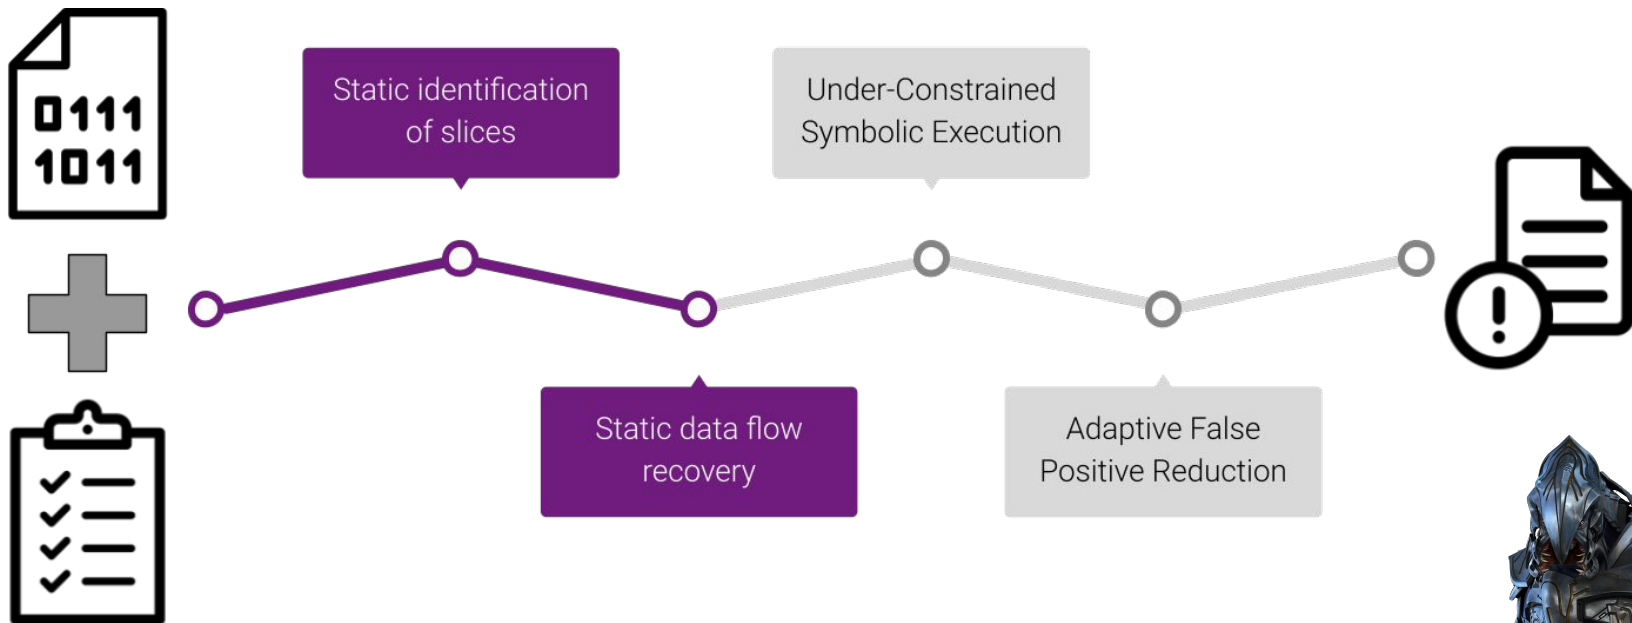 0111
1011
Static identification
of slices
Under-Constrained
Symbolic Execution
Static data flow
recovery
Adaptive False
Positive Reduction